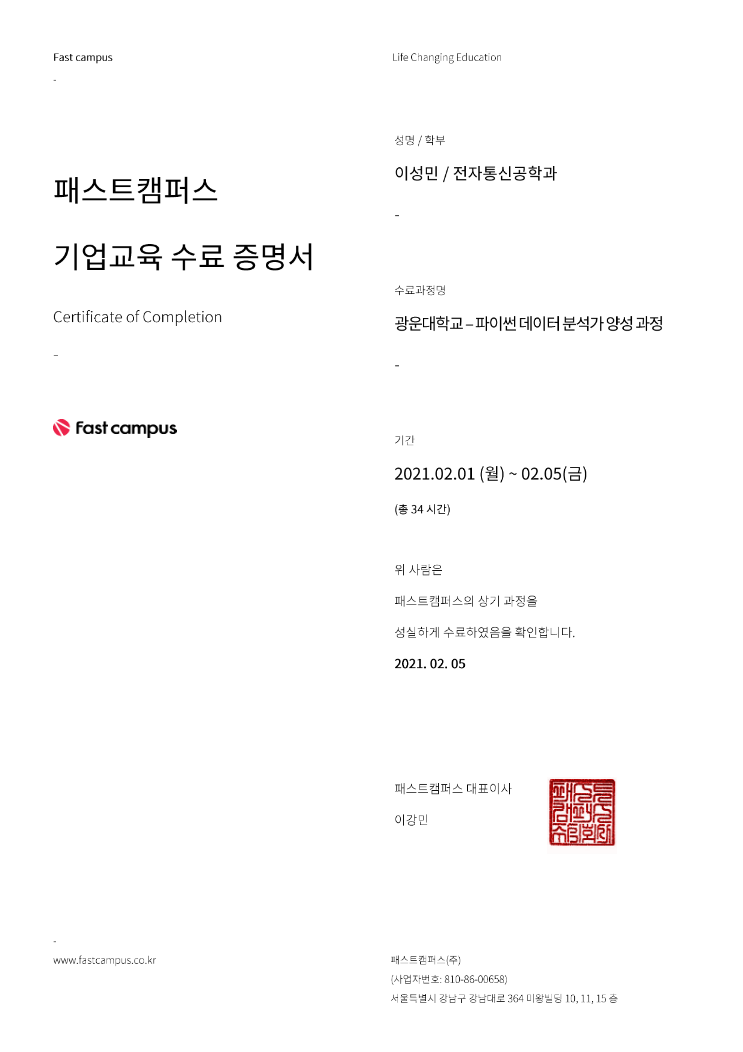 Fast campus
-
패스트캠퍼스
기업교육 수료 증명서
Certificate of Completion
-
Fast campus
Life Changing Education
성명 / 학부
이성민 / 전자통신공학과
-
수료과정명
광운대학교 – 파이썬 데이터 분석가 양성 과정
-
기간
2021.02.01 (월) ~ 02.05(금)
(총 34 시간)
위 사람은
패스트캠퍼스의 상기 과정을
성실하게 수료하였음을 확인합니다.
2021. 02. 05
패스트캠퍼스 대표이사
이강민
-
www.fastcampus.co.kr
패스트캠퍼스(주)
(사업자번호: 810-86-00658)
서울특별시 강남구 강남대로 364 미왕빌딩 10, 11, 15 층